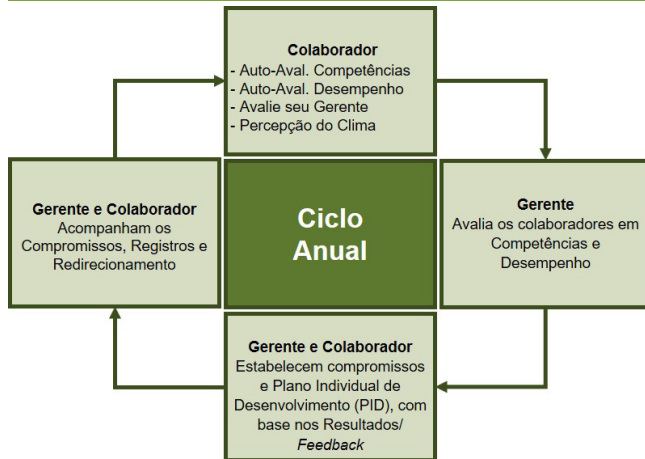 Colaborador
- Auto-Aval. Competências
- Auto-Aval. Desempenho
- Avalie seu Gerente
- Percepção do Clima
Gerente e Colaborador
Acompanham os
Compromissos, Registros e
Redirecionamento
Ciclo
Anual
Gerente
Avalia os colaboradores em
Competências e
Desempenho
Gerente e Colaborador
Estabelecem compromissos
e Plano Individual de
Desenvolvimento (PID), com
base nos Resultados/
Feedback